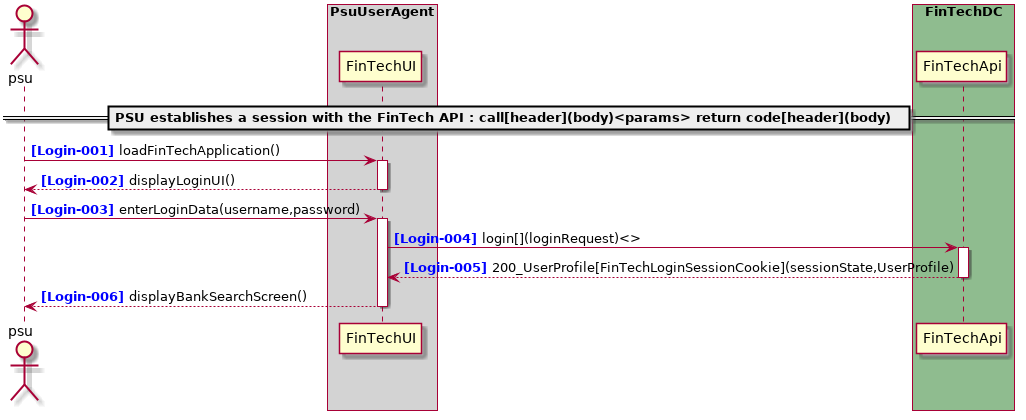 PsuUserAgent
FinTechDC
psu
FinTechUI
FinTechApi
PSU establishes a session with the FinTech API : call[header](body)<params> return code[header](body)
[Login-001] loadFinTechApplication()
[Login-002] displayLoginUI()
[Login-003] enterLoginData(username,password)
[Login-004] login[](loginRequest)<>
[Login-005] 200_UserProfile[FinTechLoginSessionCookie](sessionState,UserProfile)
[Login-006] displayBankSearchScreen()
psu
FinTechUI
FinTechApi